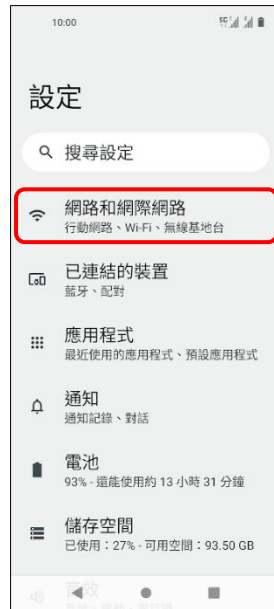 10:00
5G
設定
搜尋設定
網路和網際網路
行動網路、Wi-Fi、無線基地台
已連結的裝置
藍牙、配對
應用程式
最近使用的應用程式、預設應用程式
通知
通知記錄、對話
電池
93% - 還能使用約 13 小時 31 分鐘
儲存空間
已使用：27% - 可用空間：93.50 GB
音效